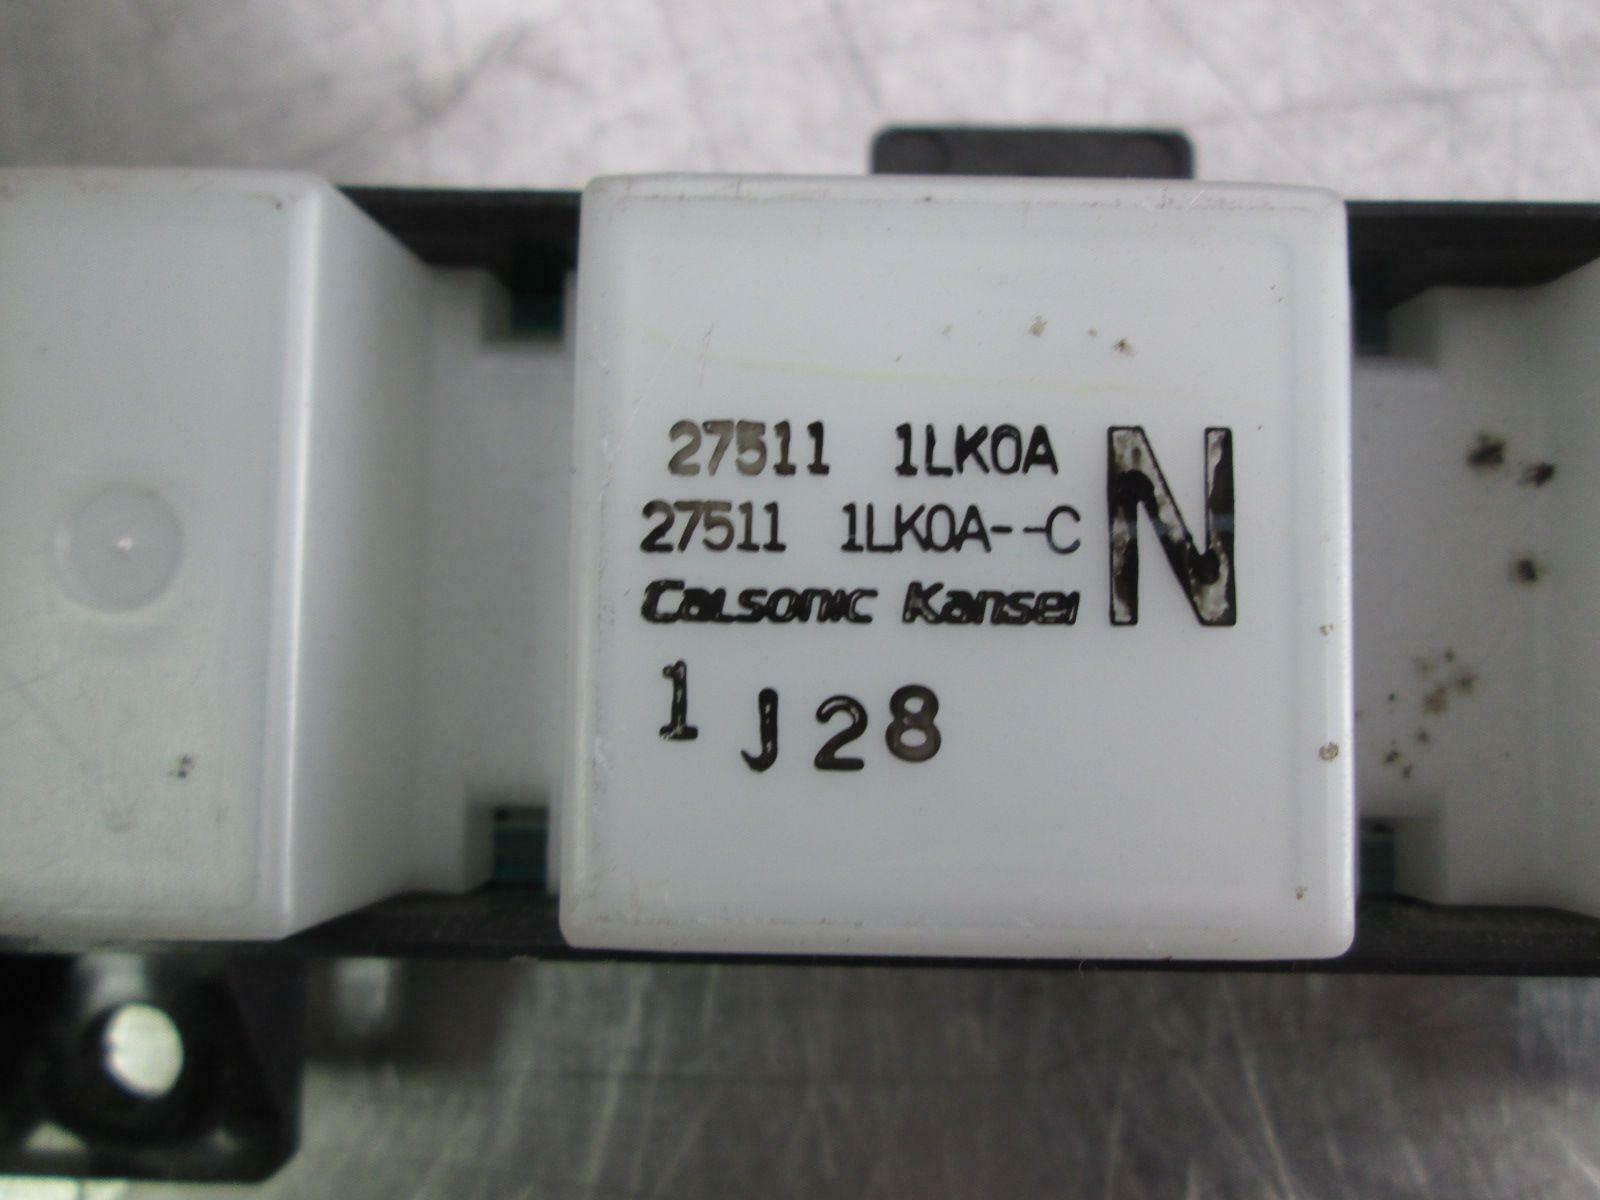 27511 1LK0A
27511 1LK0A--C
Calsonic Kansei
N
1 J28